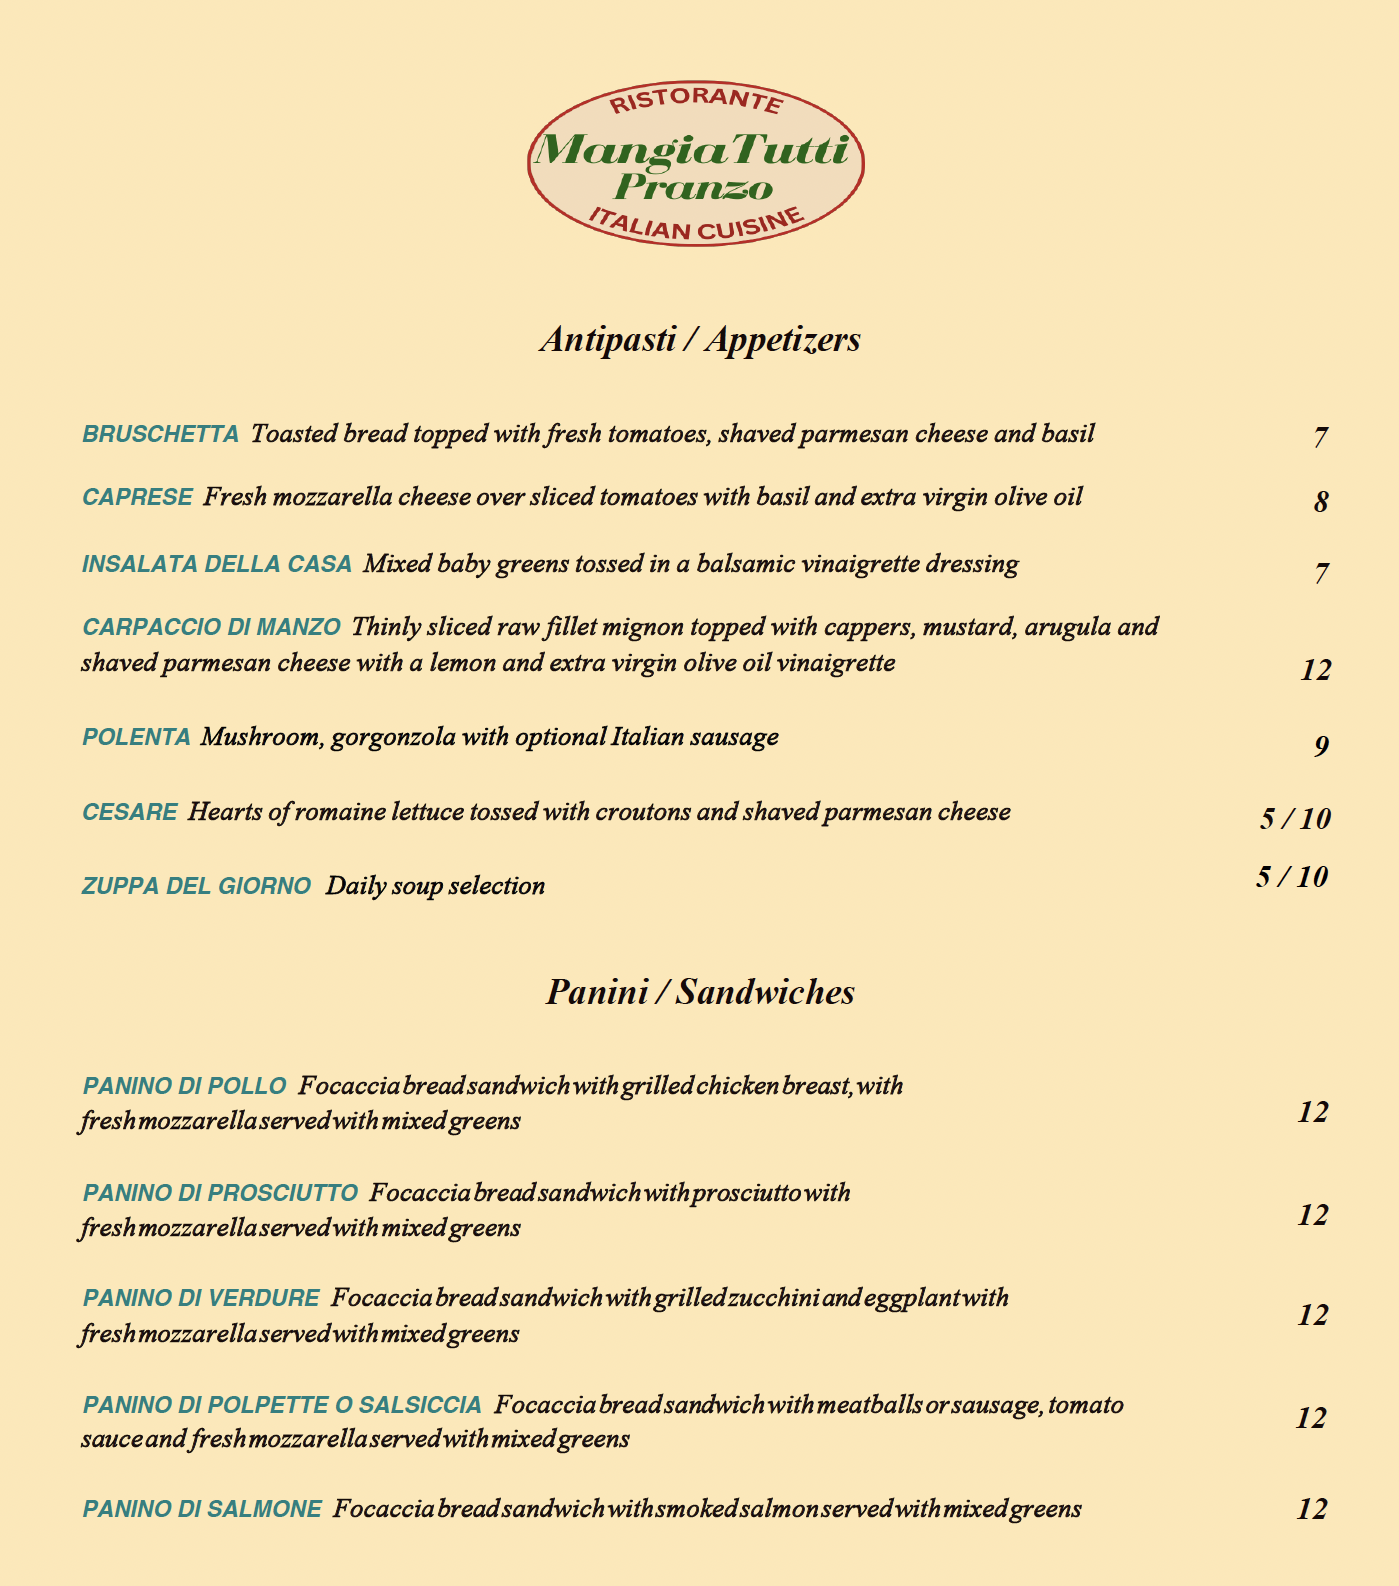 RISTORANTE
MangiaTutti
Pranzo
ITALIAN CUISINE
Antipasti / Appetizers
BRUSCHETTA Toasted bread topped with fresh tomatoes, shaved parmesan cheese and basil 7
CAPRESE Fresh mozzarella cheese over sliced tomatoes with basil and extra virgin olive oil 8
INSALATA DELLA CASA Mixed baby greens tossed in a balsamic vinaigrette dressing 7
CARPACCIO DI MANZO Thinly sliced raw fillet mignon topped with cappers, mustard, arugula and
shaved parmesan cheese with a lemon and extra virgin olive oil vinaigrette 12
POLENTA Mushroom, gorgonzola with optional Italian sausage 9
CESARE Hearts of romaine lettuce tossed with croutons and shaved parmesan cheese 5 / 10
ZUPPA DEL GIORNO Daily soup selection 5 / 10
Panini / Sandwiches
PANINO DI POLLO Focaccia bread sandwich with grilled chicken breast, with
fresh mozzarella served with mixed greens 12
PANINO DI PROSCIUTTO Focaccia bread sandwich with prosciutto with
fresh mozzarella served with mixed greens 12
PANINO DI VERDURE Focaccia bread sandwich with grilled zucchini and eggplant with
fresh mozzarella served with mixed greens 12
PANINO DI POLPETTE O SALSICCIA Focaccia bread sandwich with meatballs or sausage, tomato
sauce and fresh mozzarella served with mixed greens 12
PANINO DI SALMONE Focaccia bread sandwich with smoked salmon served with mixed greens 12